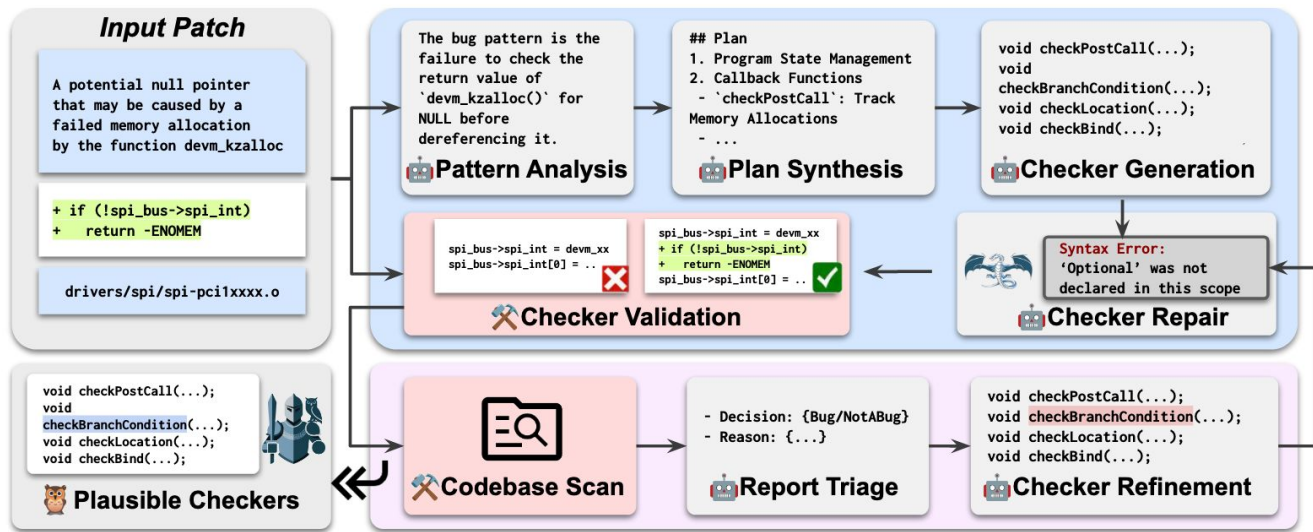 Input Patch
A potential null pointer
that may be caused by a
failed memory allocation
by the function devm_kzalloc
+ if (!spi_bus->spi_int)
+   return -ENOMEM
drivers/spi/spi-pci1xxxx.o
The bug pattern is the
failure to check the
return value of
`devm_kzalloc()` for
NULL before
dereferencing it.
Pattern Analysis
## Plan
1. Program State Management
2. Callback Functions
- `checkPostCall`: Track
Memory Allocations
- ...
Plan Synthesis
void checkPostCall(...);
void
checkBranchCondition(...);
void checkLocation(...);
void checkBind(...);
Checker Generation
spi_bus->spi_int = devm_xx
spi_bus->spi_int[0] = ..
spi_bus->spi_int = devm_xx
+ if (!spi_bus->spi_int)
+   return -ENOMEM
spi_bus->spi_int[0] = ..
Checker Validation
Syntax Error:
‘Optional’ was not
declared in this scope
Checker Repair
void checkPostCall(...);
void
checkBranchCondition(...);
void checkLocation(...);
void checkBind(...);
Plausible Checkers
Codebase Scan
- Decision: {Bug/NotABug}
- Reason: {...}
Report Triage
void checkPostCall(...);
void checkBranchCondition(...);
void checkLocation(...);
void checkBind(...);
Checker Refinement